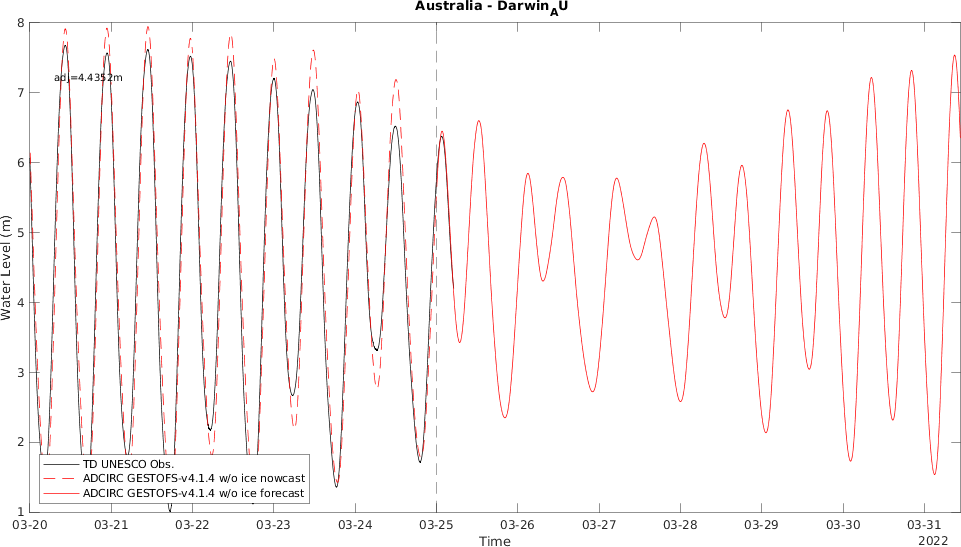 Australia - Darwin_AU
8
7
6
5
4
3
2
1
Water Level (m)
adj=4.4352m
TD UNESCO Obs.
ADCIRC GESTOFS-v4.1.4 w/o ice nowcast
ADCIRC GESTOFS-v4.1.4 w/o ice forecast
03-20 03-21 03-22 03-23 03-24 03-25 03-26 03-27 03-28 03-29 03-30 03-31
Time
2022